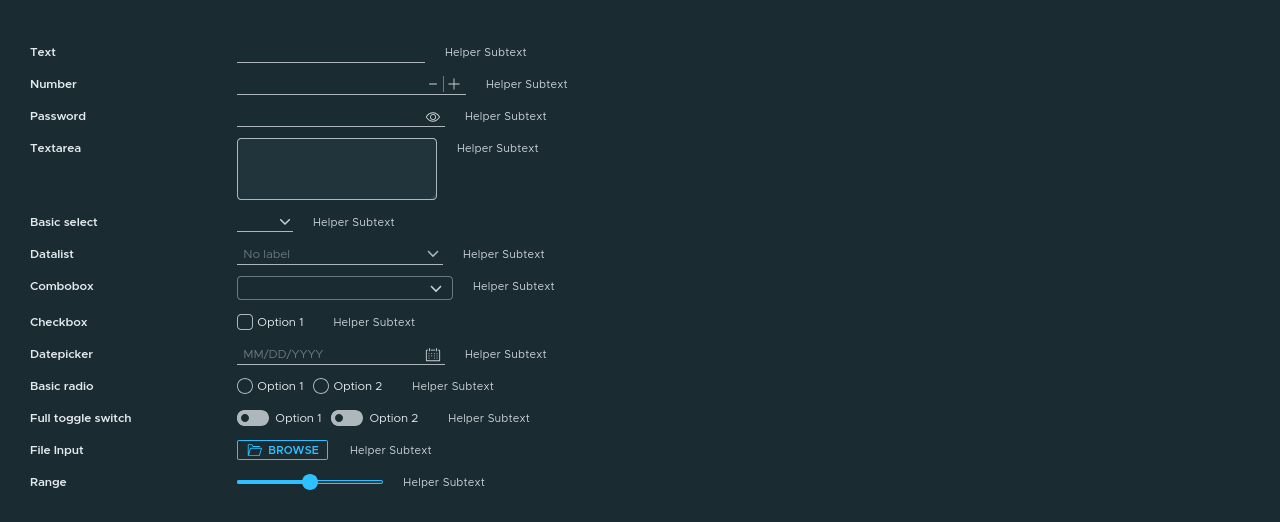 Text Helper Subtext
Number Helper Subtext
Password Helper Subtext
Textarea Helper Subtext
Basic select Helper Subtext
Datalist No label Helper Subtext
Combobox Helper Subtext
Checkbox Option 1 Helper Subtext
Datepicker MM/DD/YYYY Helper Subtext
Basic radio Option 1 Option 2 Helper Subtext
Full toggle switch Option 1 Option 2 Helper Subtext
File Input BROWSE Helper Subtext
Range Helper Subtext